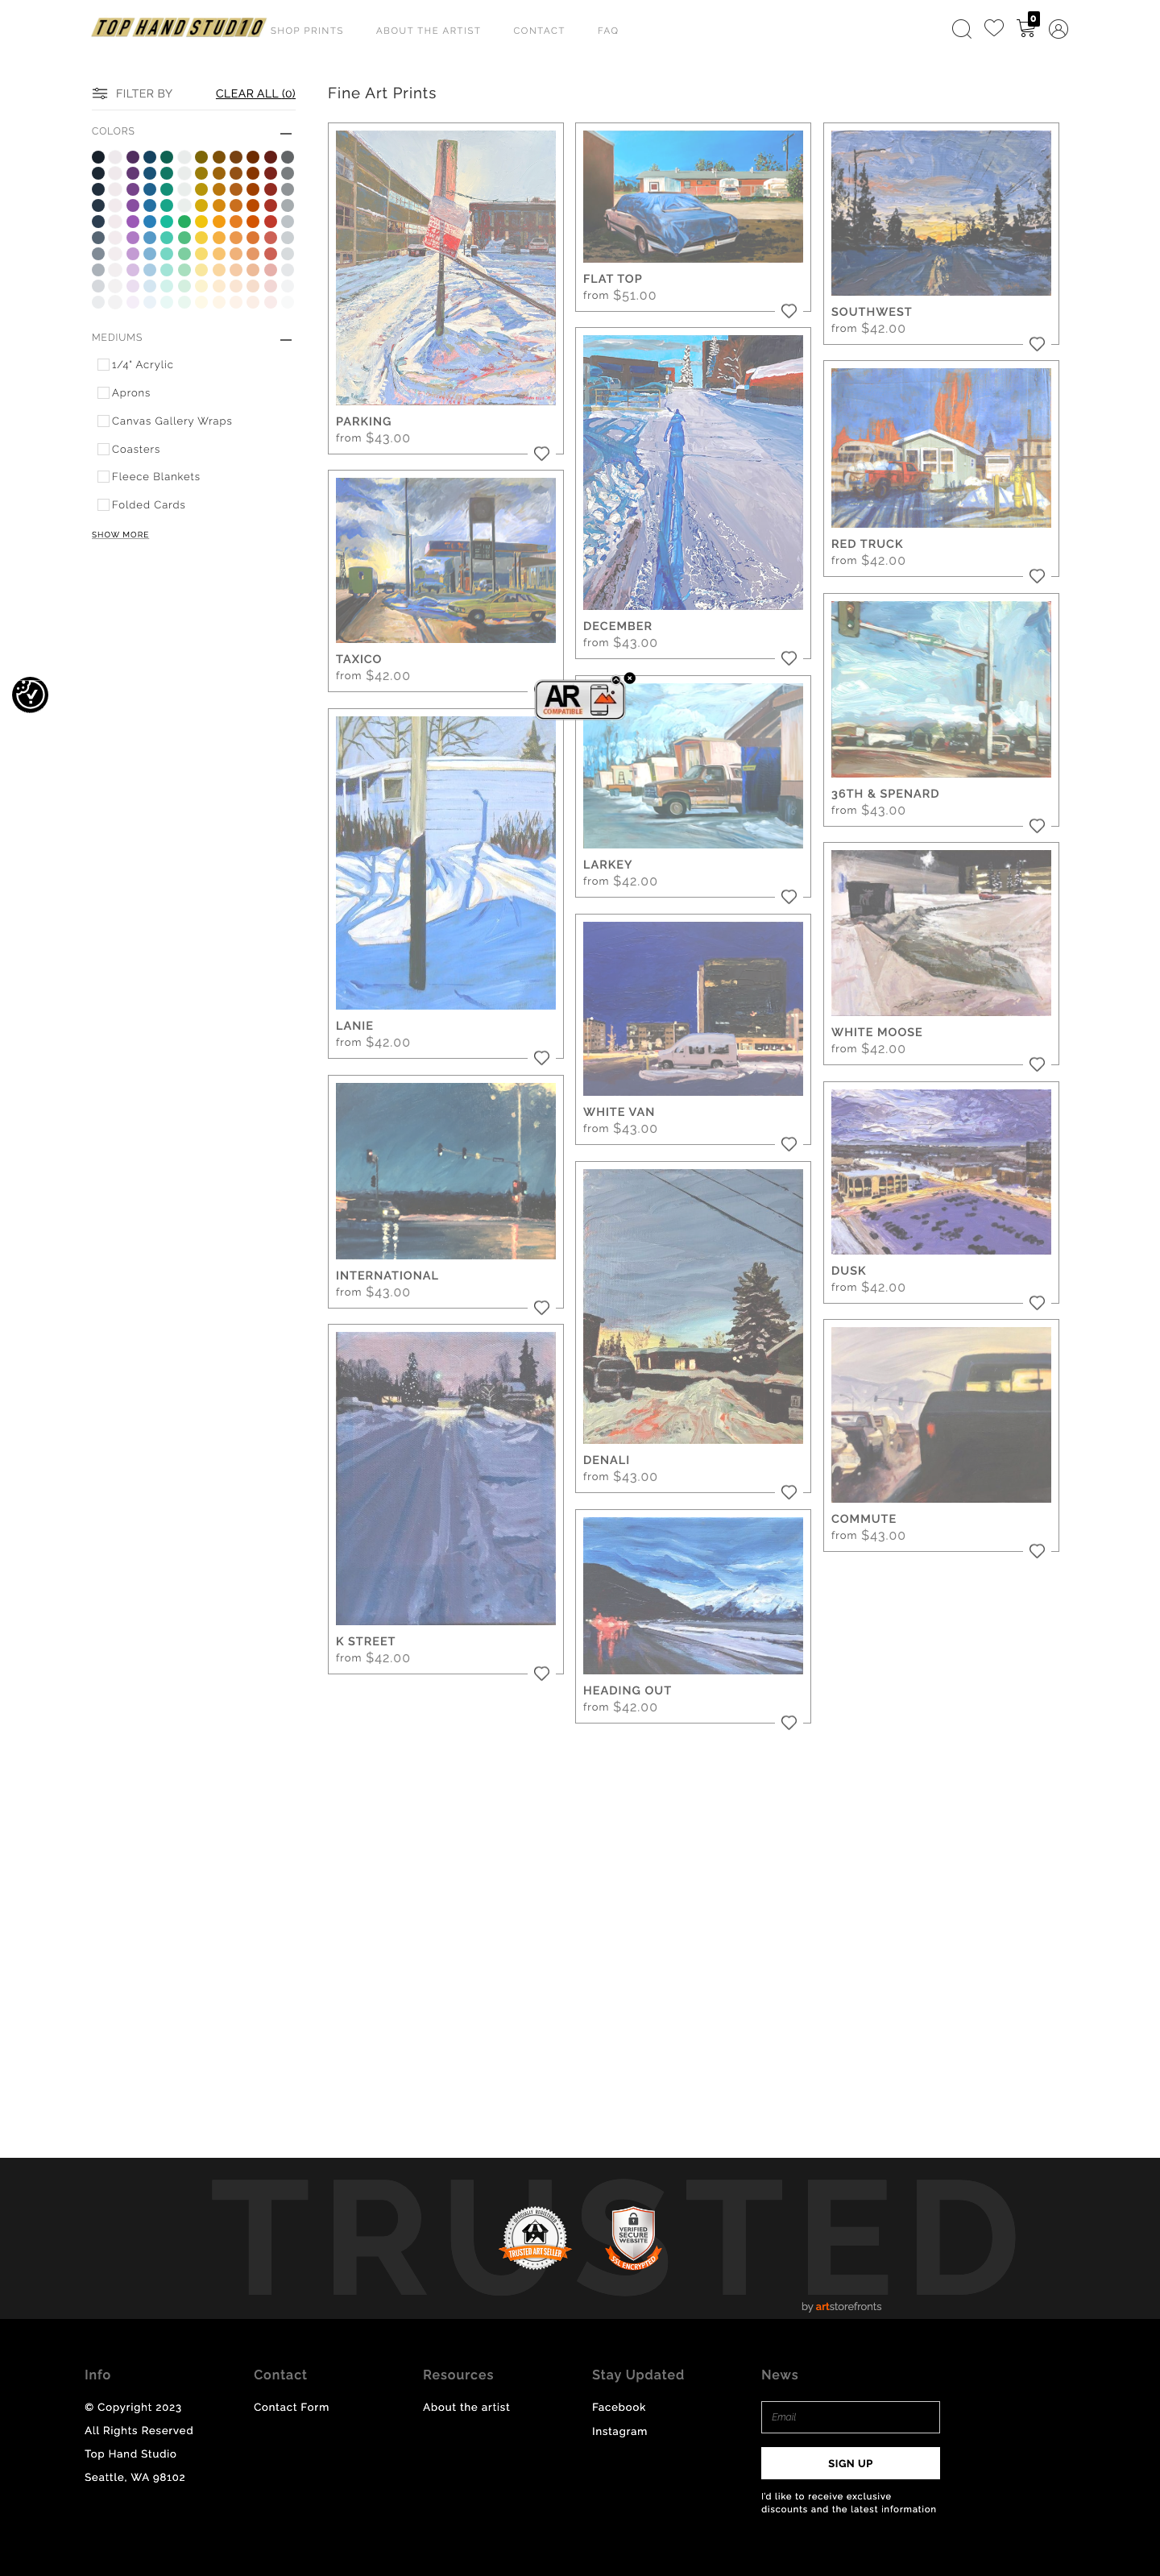 TOP HAND STUD10
SHOP PRINTS
ABOUT THE ARTIST
CONTACT
FAQ
0
FILTER BY
CLEAR ALL (0)
COLORS
MEDIUMS
1/4" Acrylic
Aprons
Canvas Gallery Wraps
Coasters
Fleece Blankets
Folded Cards
SHOW MORE
Fine Art Prints
PARKING
from $43.00
FLAT TOP
from $51.00
SOUTHWEST
from $42.00
TAXICO
from $42.00
DECEMBER
from $43.00
RED TRUCK
from $42.00
AR
COMPATIBLE
36TH & SPENARD
from $43.00
LARKEY
from $42.00
LANIE
from $42.00
WHITE MOOSE
from $42.00
WHITE VAN
from $43.00
INTERNATIONAL
from $43.00
DUSK
from $42.00
DENALI
from $43.00
COMMUTE
from $43.00
K STREET
from $42.00
HEADING OUT
from $42.00
TRUSTED
TRUSTED ART SELLER
VERIFIED
SECURE
WEBSITE
SSL ENCRYPTED
by artstorefronts
Info
© Copyright 2023
All Rights Reserved
Top Hand Studio
Seattle, WA 98102
Contact
Contact Form
Resources
About the artist
Stay Updated
Facebook
Instagram
News
Email
SIGN UP
I'd like to receive exclusive
discounts and the latest information